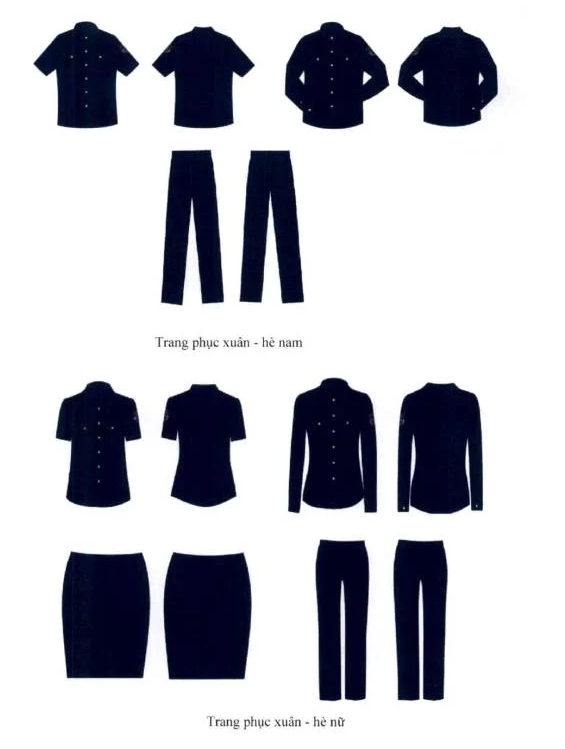 Trang phục xuân - hè nam
Trang phục xuân - hè nữ